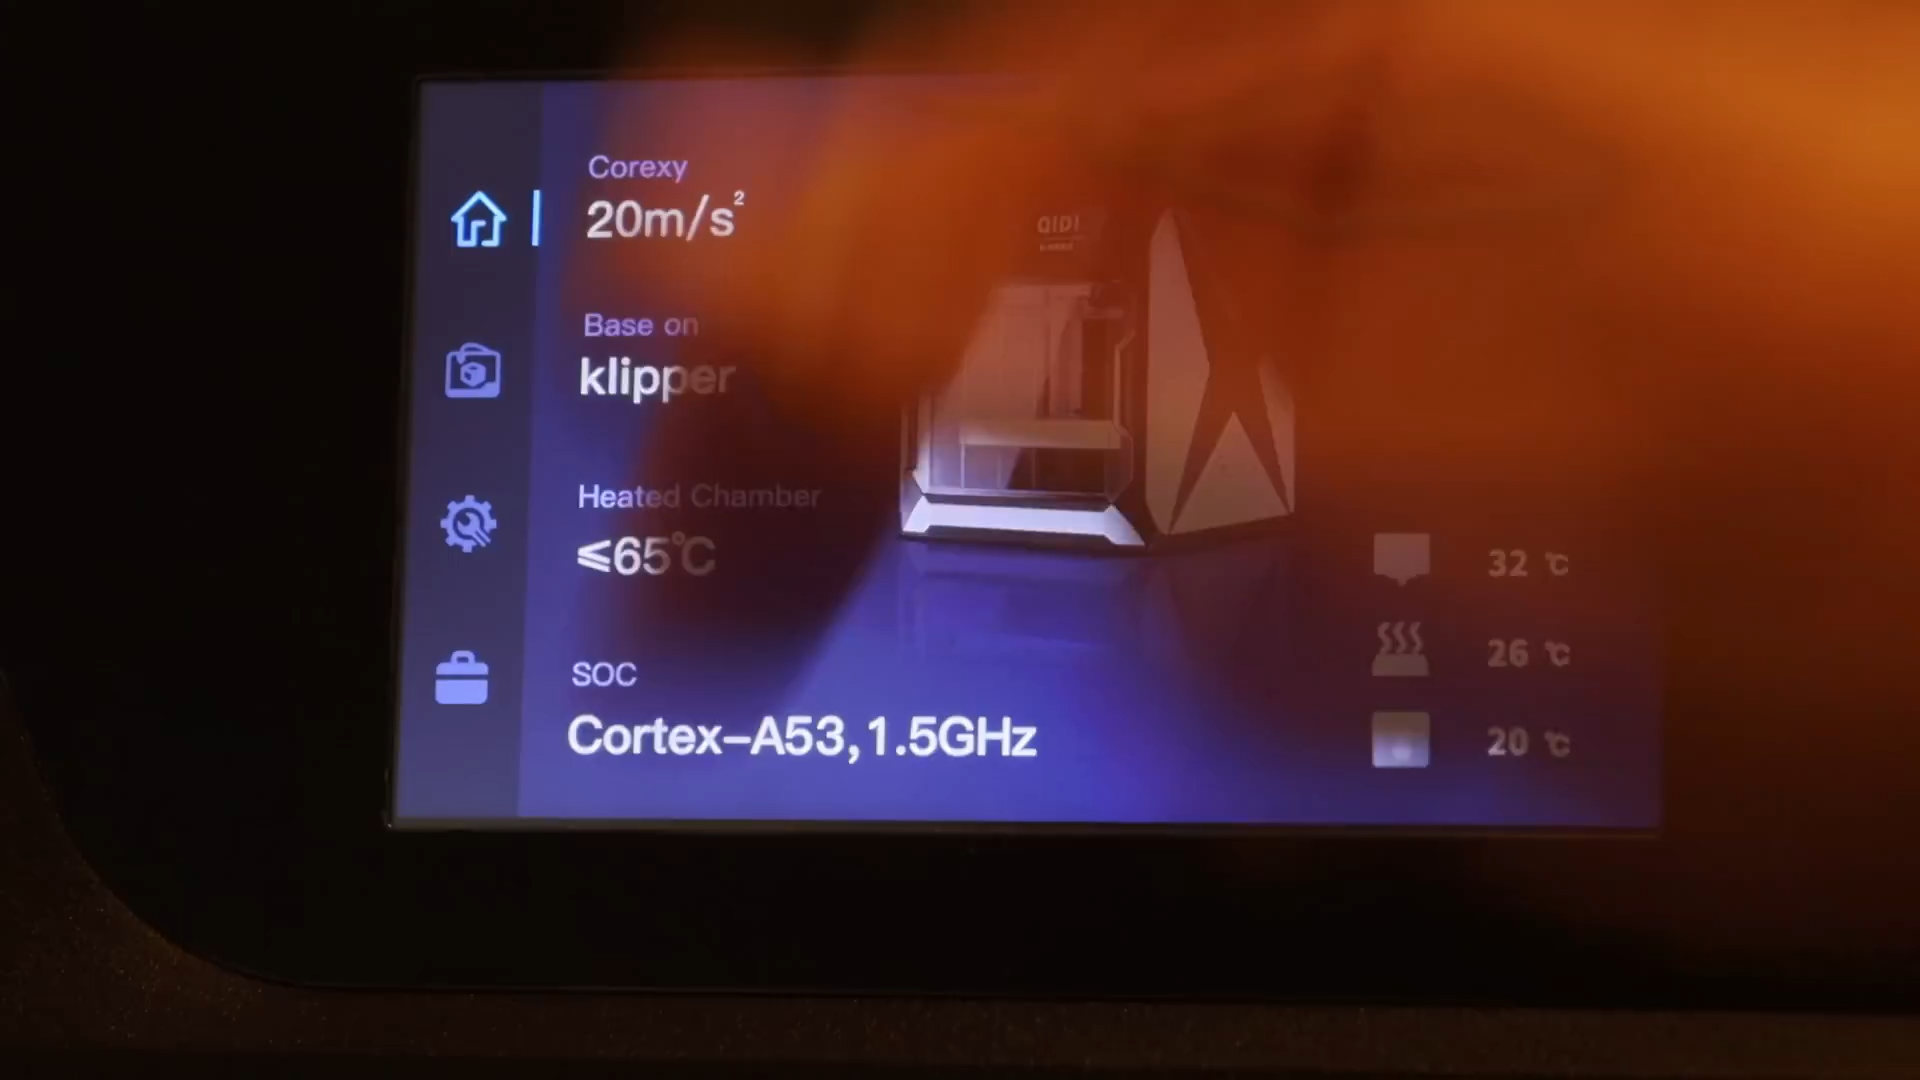 Corexy
20m/s²
QIDI
Base on
klipper
Heated Chamber
≤65℃
32 ℃
26 ℃
SOC
Cortex-A53,1.5GHz
20 ℃